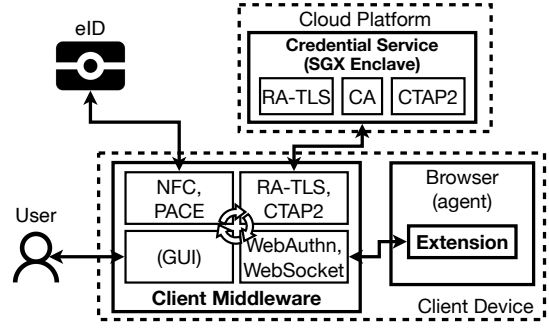 Cloud Platform
eID
Credential Service
(SGX Enclave)
RA-TLS
CA
CTAP2
NFC,
PACE
RA-TLS,
CTAP2
Browser
(agent)
User
(GUI)
WebAuthn,
WebSocket
Extension
Client Middleware
Client Device